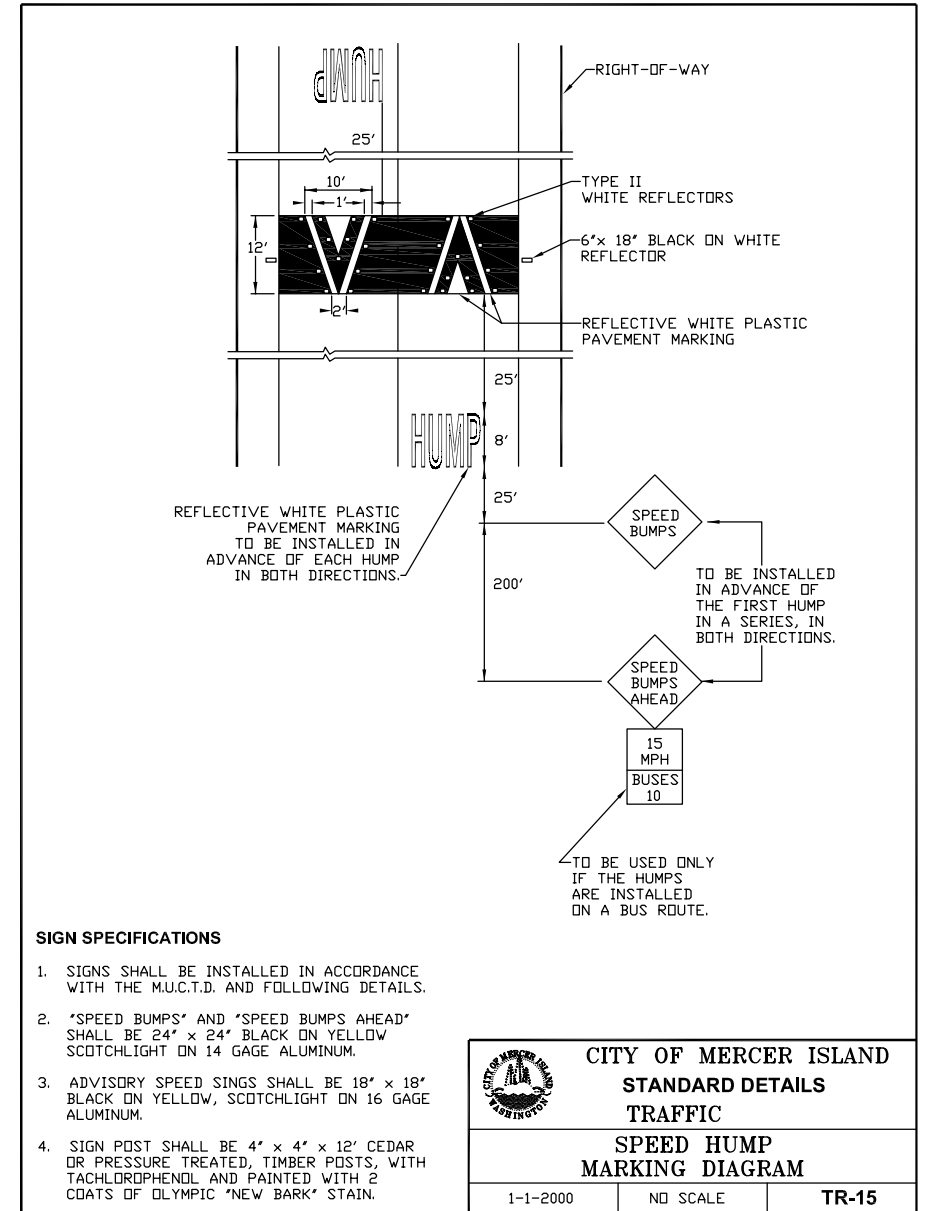 HUMP
RIGHT-OF-WAY
25'
TYPE II
WHITE REFLECTORS
10'
1'
12'
6"x 18" BLACK ON WHITE
REFLECTOR
2'
REFLECTIVE WHITE PLASTIC
PAVEMENT MARKING
25'
HUMP
8'
25'
REFLECTIVE WHITE PLASTIC
PAVEMENT MARKING
TO BE INSTALLED IN
ADVANCE OF EACH HUMP
IN BOTH DIRECTIONS.
SPEED
BUMPS
200'
TO BE INSTALLED
IN ADVANCE OF
THE FIRST HUMP
IN A SERIES, IN
BOTH DIRECTIONS.
SPEED
BUMPS
AHEAD
15
MPH
BUSES
10
TO BE USED ONLY
IF THE HUMPS
ARE INSTALLED
ON A BUS ROUTE.
SIGN SPECIFICATIONS
1. SIGNS SHALL BE INSTALLED IN ACCORDANCE
WITH THE M.U.C.T.D. AND FOLLOWING DETAILS.
2. "SPEED BUMPS" AND "SPEED BUMPS AHEAD"
SHALL BE 24" x 24" BLACK ON YELLOW
SCOTCHLIGHT ON 14 GAGE ALUMINUM.
3. ADVISORY SPEED SINGS SHALL BE 18" x 18"
BLACK ON YELLOW, SCOTCHLIGHT ON 16 GAGE
ALUMINUM.
4. SIGN POST SHALL BE 4" x 4" x 12' CEDAR
OR PRESSURE TREATED, TIMBER POSTS, WITH
TACHLOROPHENOL AND PAINTED WITH 2
COATS OF OLYMPIC "NEW BARK" STAIN.
CITY OF MERCER ISLAND
WASHINGTON
CITY OF MERCER ISLAND
STANDARD DETAILS
TRAFFIC
SPEED HUMP
MARKING DIAGRAM
1-1-2000
NO SCALE
TR-15